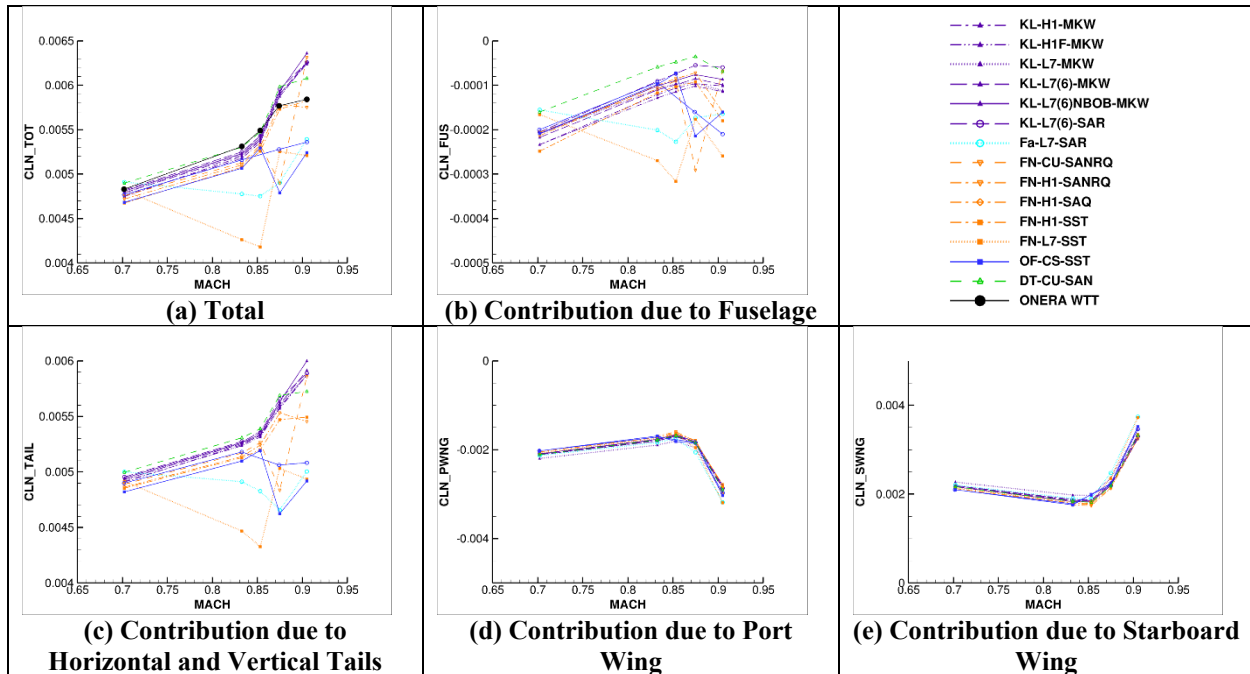 0.0065
0.006
0.0055
0.005
0.0045
0.004
CLN_TOT
0.65 0.7 0.75 0.8 0.85 0.9 0.95
MACH
(a) Total
0
-0.0001
-0.0002
-0.0003
-0.0004
-0.0005
CLN_FUS
0.65 0.7 0.75 0.8 0.85 0.9 0.95
MACH
(b) Contribution due to Fuselage
KL-H1-MKW
KL-H1F-MKW
KL-L7-MKW
KL-L7(6)-MKW
KL-L7(6)NBOB-MKW
KL-L7(6)-SAR
Fa-L7-SAR
FN-CU-SANRQ
FN-H1-SANRQ
FN-H1-SAQ
FN-H1-SST
FN-L7-SST
OF-CS-SST
DT-CU-SAN
ONERA WTT
0.006
0.0055
0.005
0.0045
0.004
CLN_TAIL
0.65 0.7 0.75 0.8 0.85 0.9 0.95
MACH
(c) Contribution due to
Horizontal and Vertical Tails
0
-0.002
-0.004
CLN_PWNG
0.65 0.7 0.75 0.8 0.85 0.9 0.95
MACH
(d) Contribution due to Port
Wing
0.004
0.002
0
CLN_SWNG
0.65 0.7 0.75 0.8 0.85 0.9 0.95
MACH
(e) Contribution due to Starboard
Wing